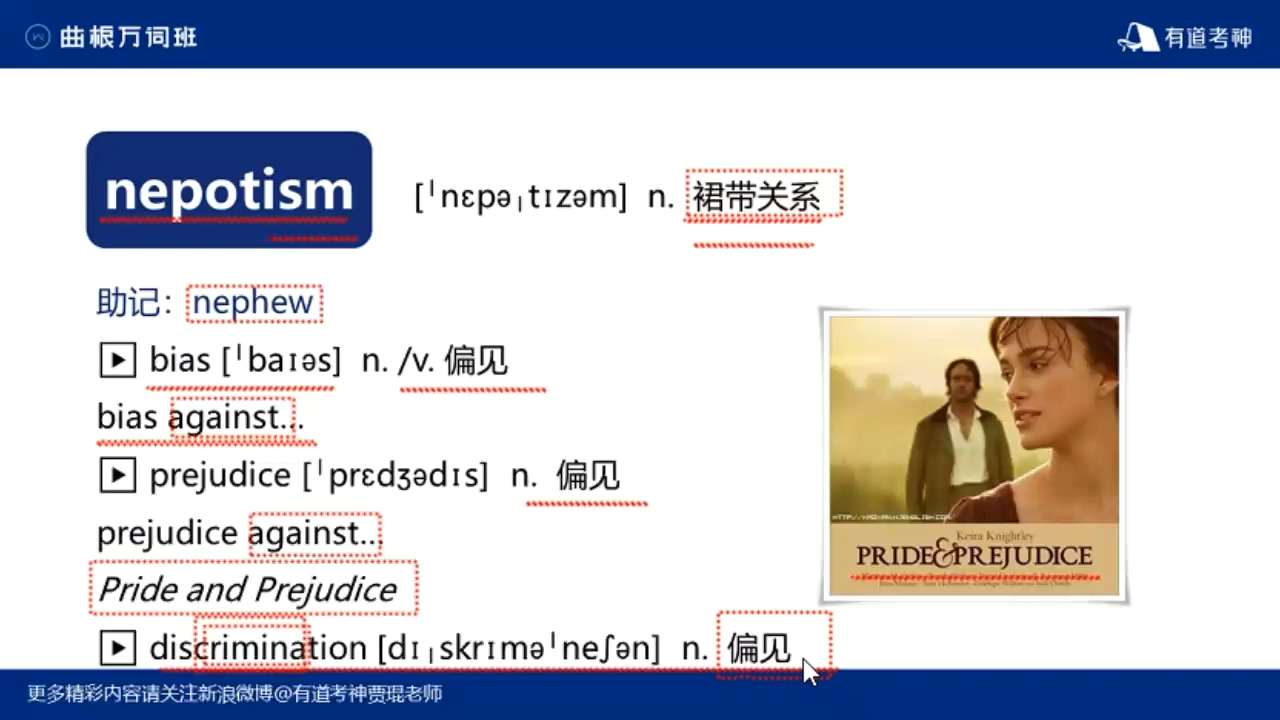 曲根万词班
有道考神
nepotism
[ˈnɛpəˌtɪzəm] n. 裙带关系
助记：nephew
bias [ˈbaɪəs] n. /v. 偏见
bias against...
prejudice [ˈprɛdʒədɪs] n. 偏见
prejudice against...
Pride and Prejudice
discrimination [dɪˌskrɪməˈneʃən] n. 偏见
Keira Knightley
PRIDE&PREJUDICE
更多精彩内容请关注新浪微博@有道考神贾琨老师